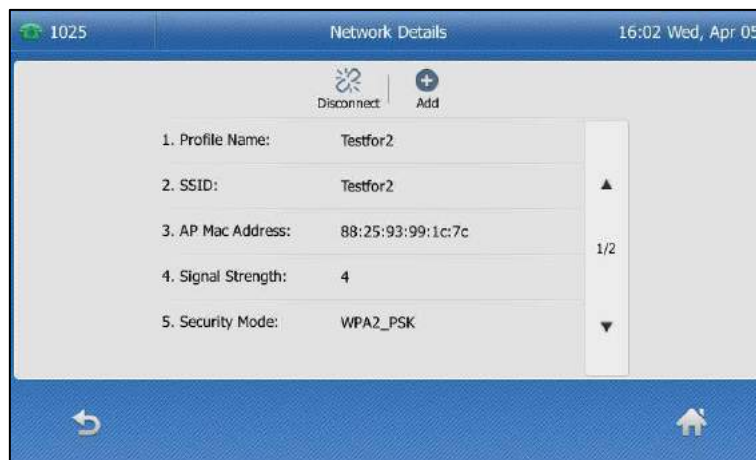 1025 Network Details 16:02 Wed, Apr 05
Disconnect Add
1. Profile Name: Testfor2
2. SSID: Testfor2
3. AP Mac Address: 88:25:93:99:1c:7c
1/2
4. Signal Strength: 4
5. Security Mode: WPA2_PSK